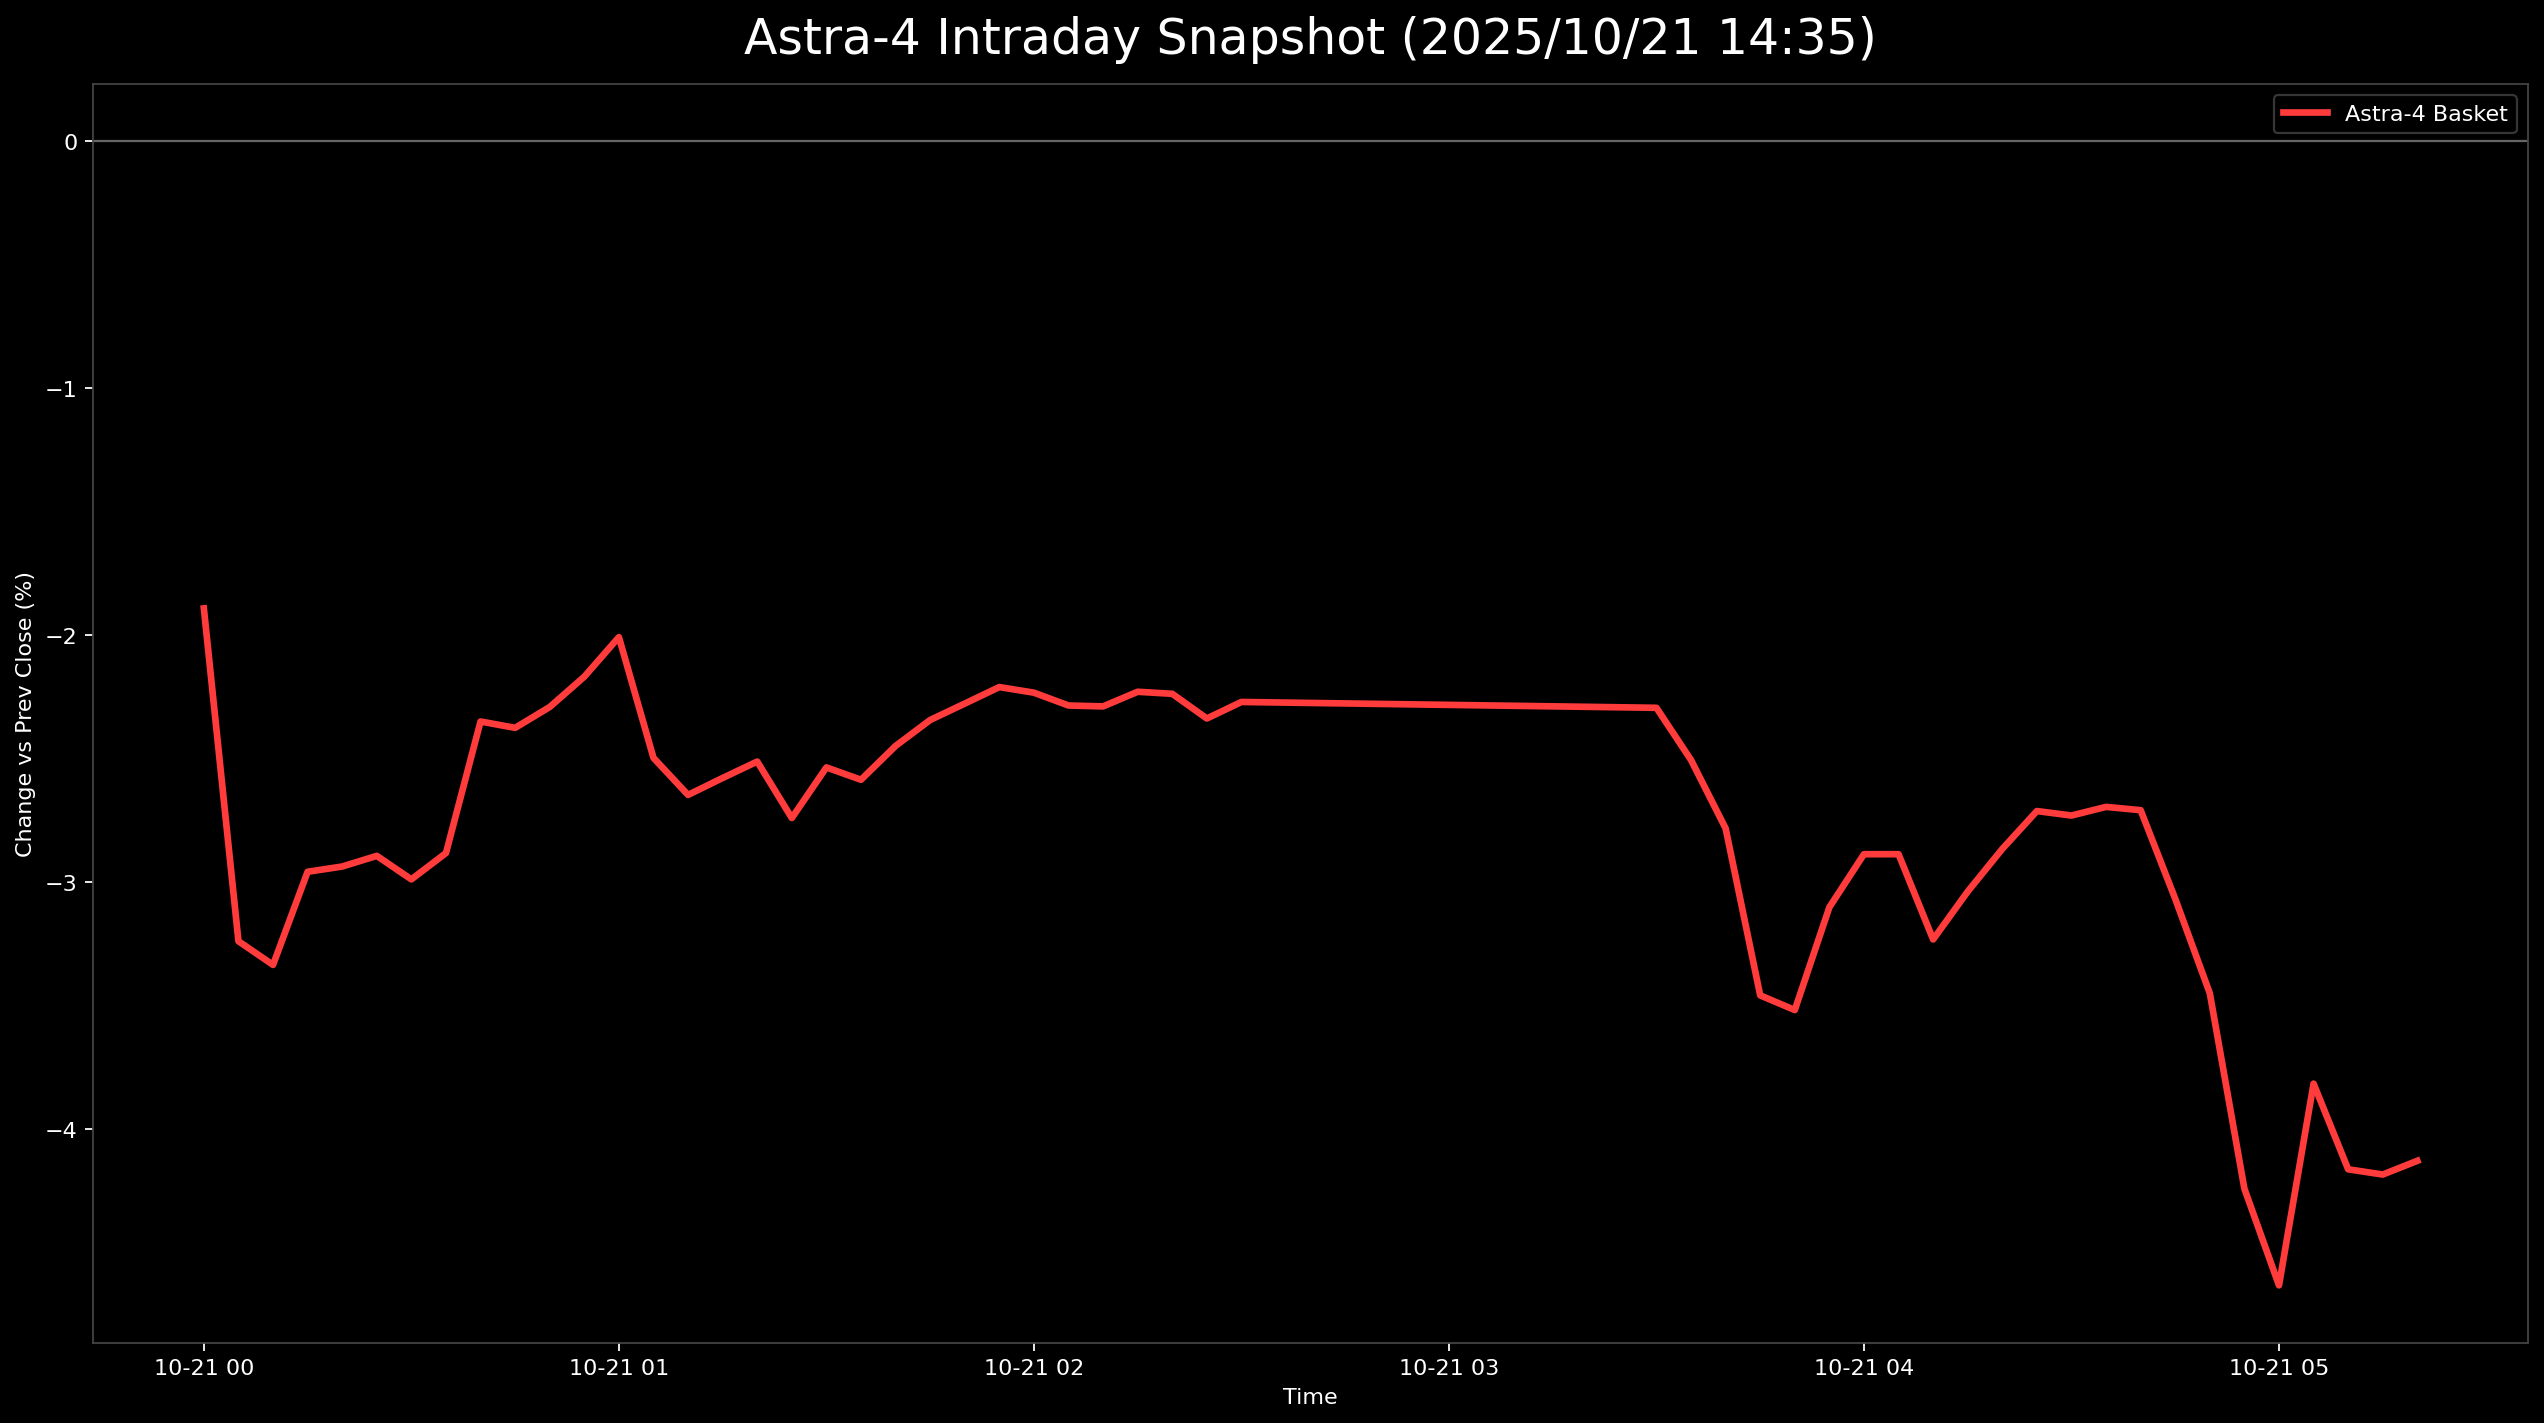 Astra-4 Intraday Snapshot (2025/10/21 14:35)
Astra-4 Basket
Change vs Prev Close (%)
0
−1
−2
−3
−4
10-21 00
10-21 01
10-21 02
10-21 03
10-21 04
10-21 05
Time